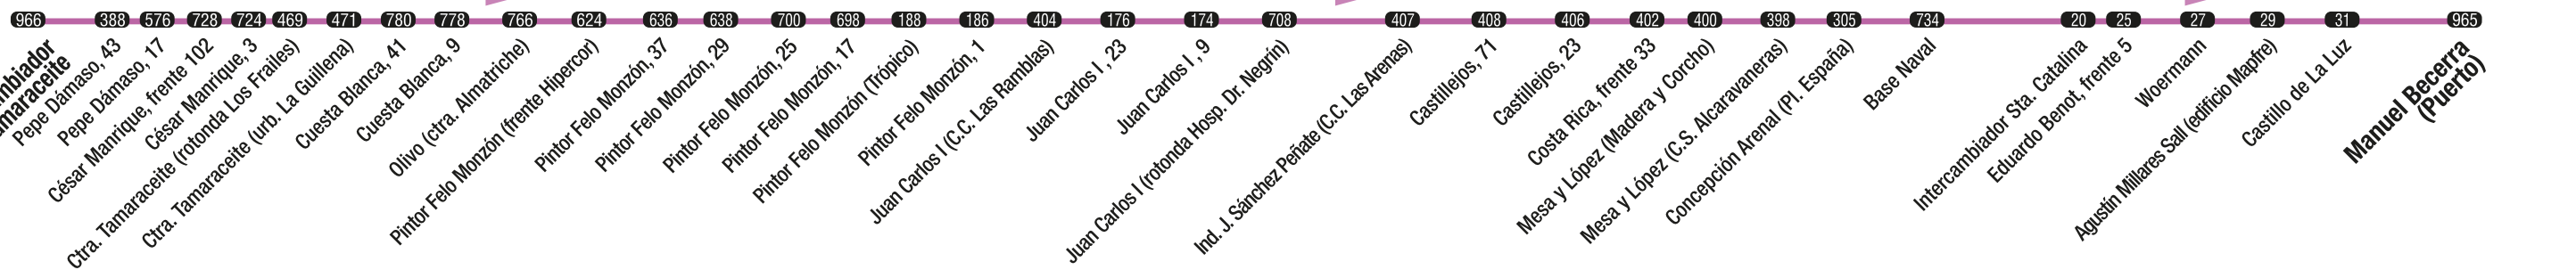 966 388 576 728 724 469 471 780 778 766 624 636 638 700 698 188 186 404 176 174 708 407 408 406 402 400 398 305 734 20 25 27 29 31 965
Pepe Dámaso, 43
Pepe Dámaso, 17
César Manrique, frente 102
César Manrique, 3
Ctra. Tamaraceite (rotonda Los Frailes)
Ctra. Tamaraceite (urb. La Guillena)
Cuesta Blanca, 41
Cuesta Blanca, 9
Olivo (ctra. Almatriche)
Pintor Felo Monzón (frente Hipercor)
Pintor Felo Monzón, 37
Pintor Felo Monzón, 29
Pintor Felo Monzón, 25
Pintor Felo Monzón, 17
Pintor Felo Monzón (Trópico)
Pintor Felo Monzón, 1
Juan Carlos I (C.C. Las Ramblas)
Juan Carlos I , 23
Juan Carlos I ,9
Juan Carlos I (rotonda Hosp. Dr. Negrín)
Ind. J. Sánchez Peñate (C.C. Las Arenas)
Castillejos, 71
Castillejos, 23
Costa Rica, frente 33
Mesa y López (Madera y Corcho)
Mesa y López (C.S. Alcaravaneras)
Concepción Arenal (Pl. España)
Base Naval
Intercambiador Sta. Catalina
Eduardo Benot, frente 5
Woermann
Agustin Millares Sall (edificio Mapfre)
Castillo de La Luz
Manuel Becerra
(Puerto)